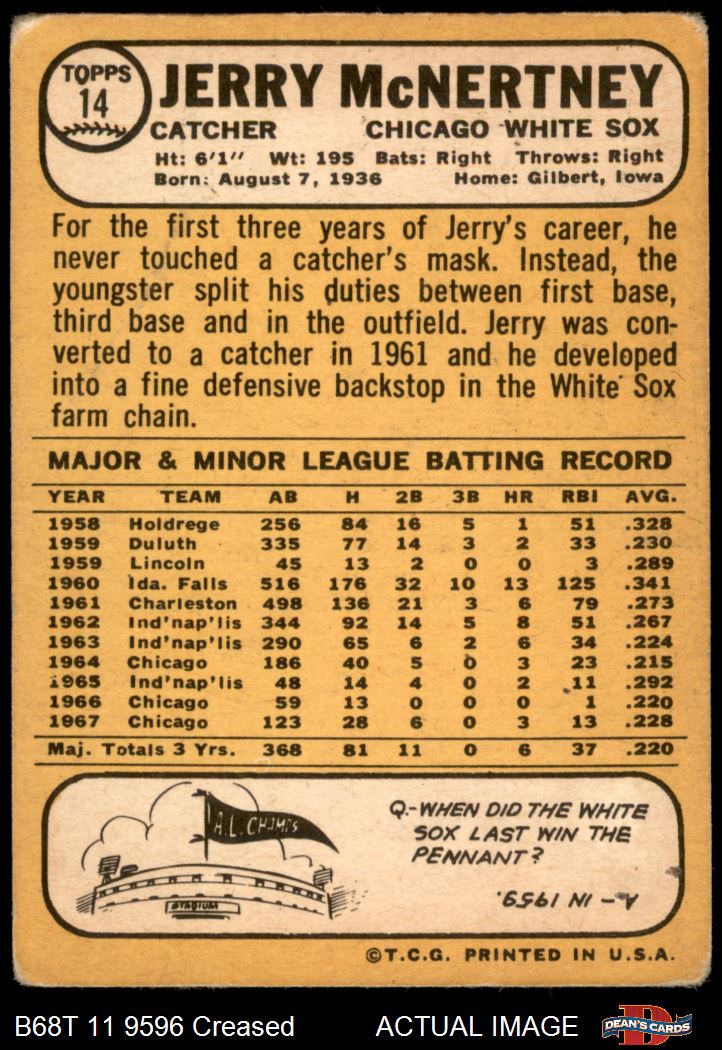 TOPPS
14
JERRY McNERTNEY
CATCHER CHICAGO WHITE SOX
Ht: 6'1" Wt: 195 Bats: Right Throws: Right
Born: August 7, 1936 Home: Gilbert, Iowa
For the first three years of Jerry's career, he
never touched a catcher's mask. Instead, the
youngster split his duties between first base,
third base and in the outfield. Jerry was con-
verted to a catcher in 1961 and he developed
into a fine defensive backstop in the White Sox
farm chain.
MAJOR & MINOR LEAGUE BATTING RECORD
YEAR TEAM AB H 2B 3B HR RBI AVG.
1958 Holdrege 256 84 16 5 1 51 .328
1959 Duluth 335 77 14 3 2 33 .230
1959 Lincoln 45 13 2 0 0 3 .289
1960 Ida. Falls 516 176 32 10 13 125 .341
1961 Charleston 498 136 21 3 6 79 .273
1962 Ind'nap'lis 344 92 14 5 8 51 .267
1963 Ind'nap'lis 290 65 6 2 6 34 .224
1964 Chicago 186 40 5 0 3 23 .215
1965 Ind'nap'lis 48 14 4 0 2 11 .292
1966 Chicago 59 13 0 0 0 1 .220
1967 Chicago 123 28 6 0 3 13 .228
Maj. Totals 3 Yrs. 368 81 11 0 6 37 .220
A.L. CHAMPS
STADIUM
Q.-WHEN DID THE WHITE
SOX LAST WIN THE
PENNANT?
A - IN 1959.
©T.C.G. PRINTED IN U.S.A.
B68T 11 9596 Creased ACTUAL IMAGE
D
DEAN'S CARDS